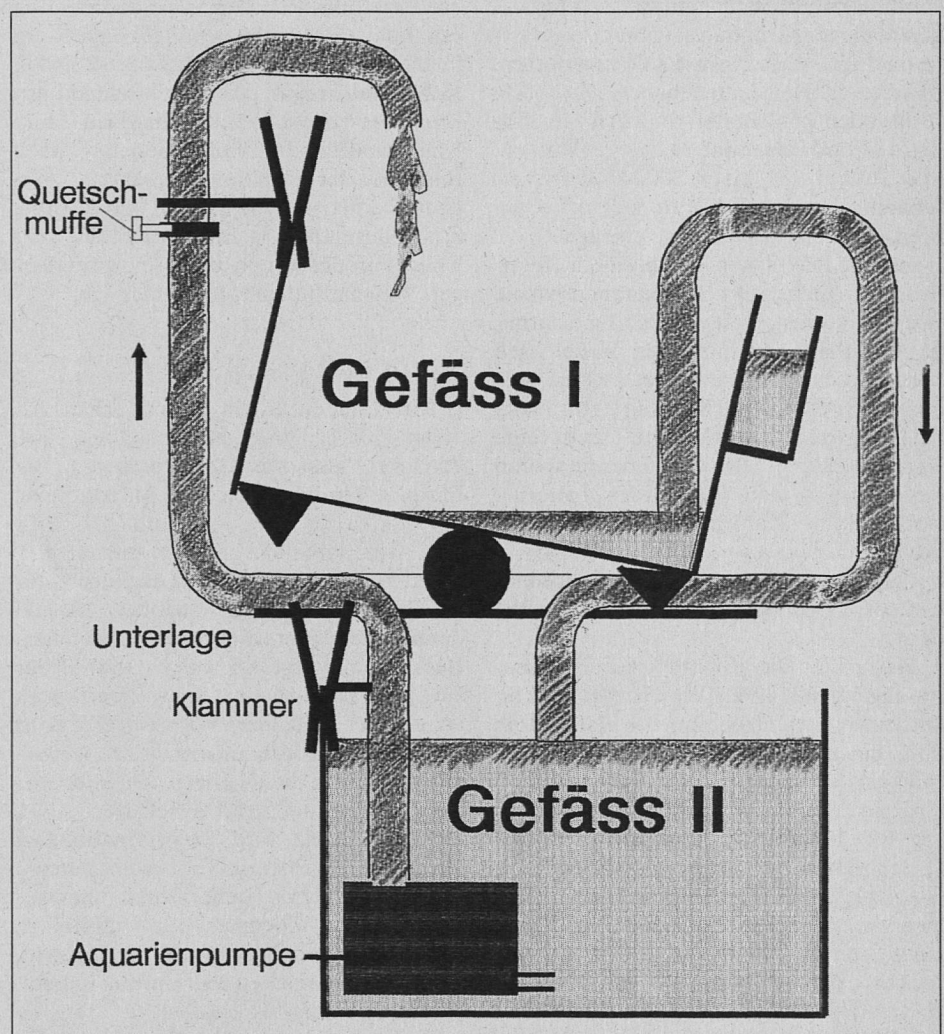 Quetsch-
muffe
Gefäss I
Unterlage
Klammer
Gefäss II
Aquarienpumpe